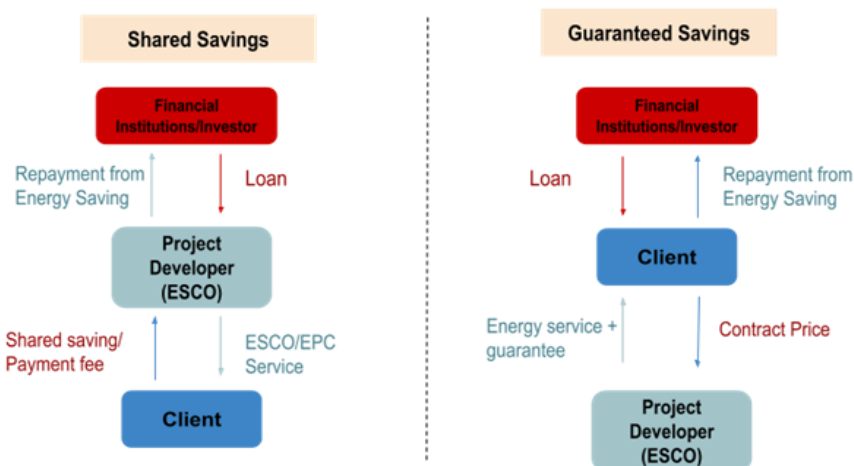 Shared Savings
Financial
Institutions/Investor
Repayment from
Energy Saving
Loan
Project
Developer
(ESCO)
Shared saving/
Payment fee
ESCO/EPC
Service
Client
Guaranteed Savings
Financial
Institutions/Investor
Loan
Repayment from
Energy Saving
Client
Energy service +
guarantee
Contract Price
Project
Developer
(ESCO)